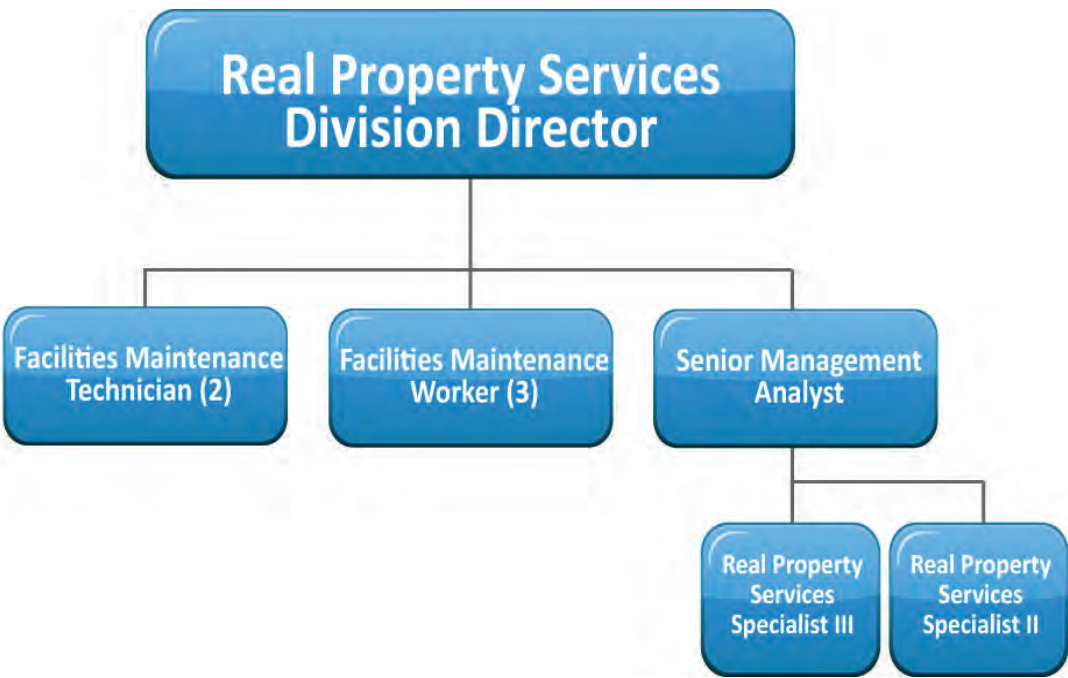 Real Property Services
Division Director
Facilities Maintenance
Technician (2)
Facilities Maintenance
Worker (3)
Senior Management
Analyst
Real Property
Services
Specialist III
Real Property
Services
Specialist II